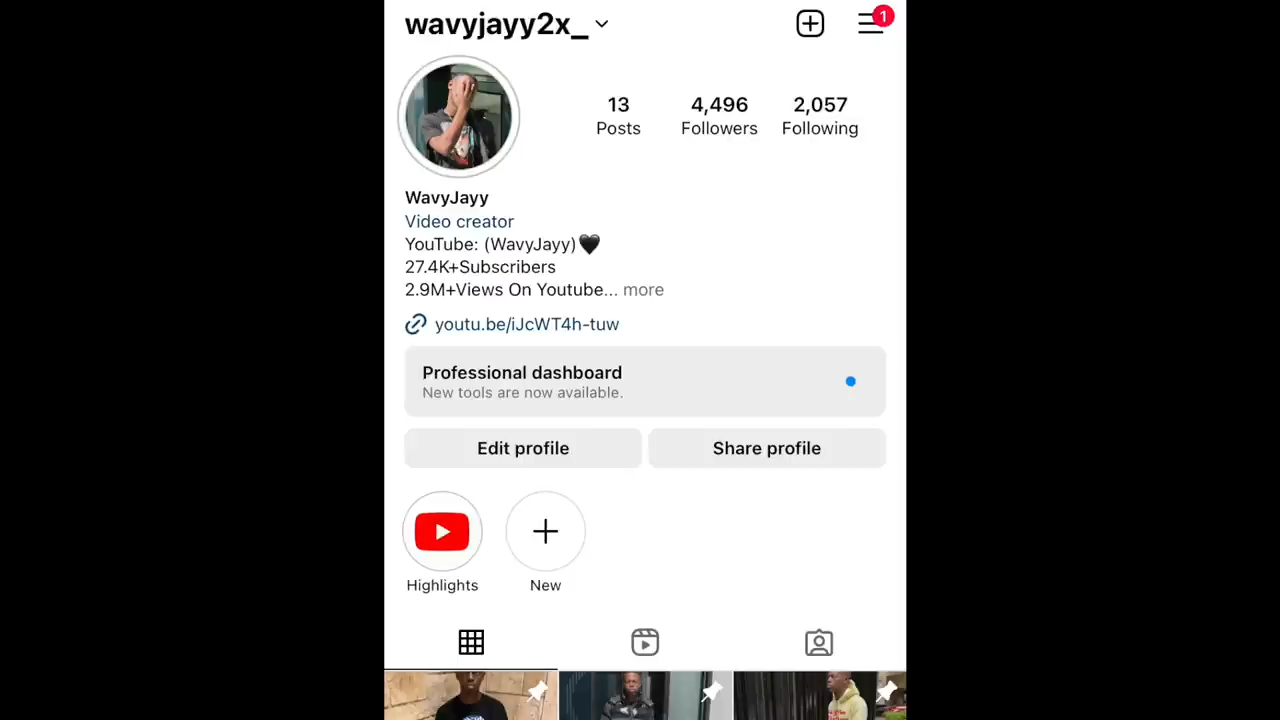 wavyjayy2x_
1
13
Posts
4,496
Followers
2,057
Following
WavyJayy
Video creator
YouTube: (WavyJayy)🖤
27.4K+Subscribers
2.9M+Views On Youtube... more
youtu.be/iJcWT4h-tuw
Professional dashboard
New tools are now available.
Edit profile
Share profile
Highlights
New